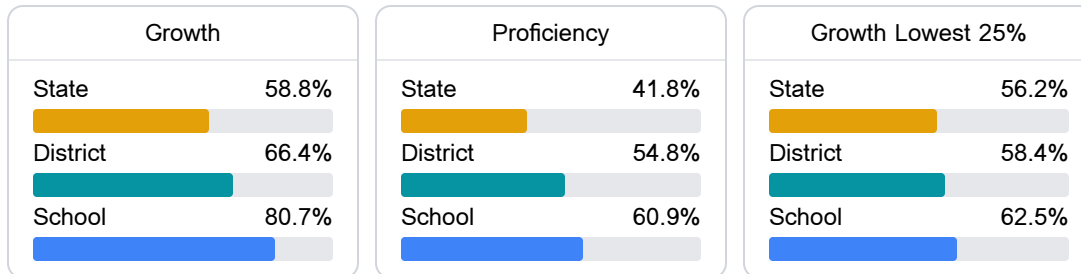 Growth
State 58.8%
District 66.4%
School 80.7%
Proficiency
State 41.8%
District 54.8%
School 60.9%
Growth Lowest 25%
State 56.2%
District 58.4%
School 62.5%